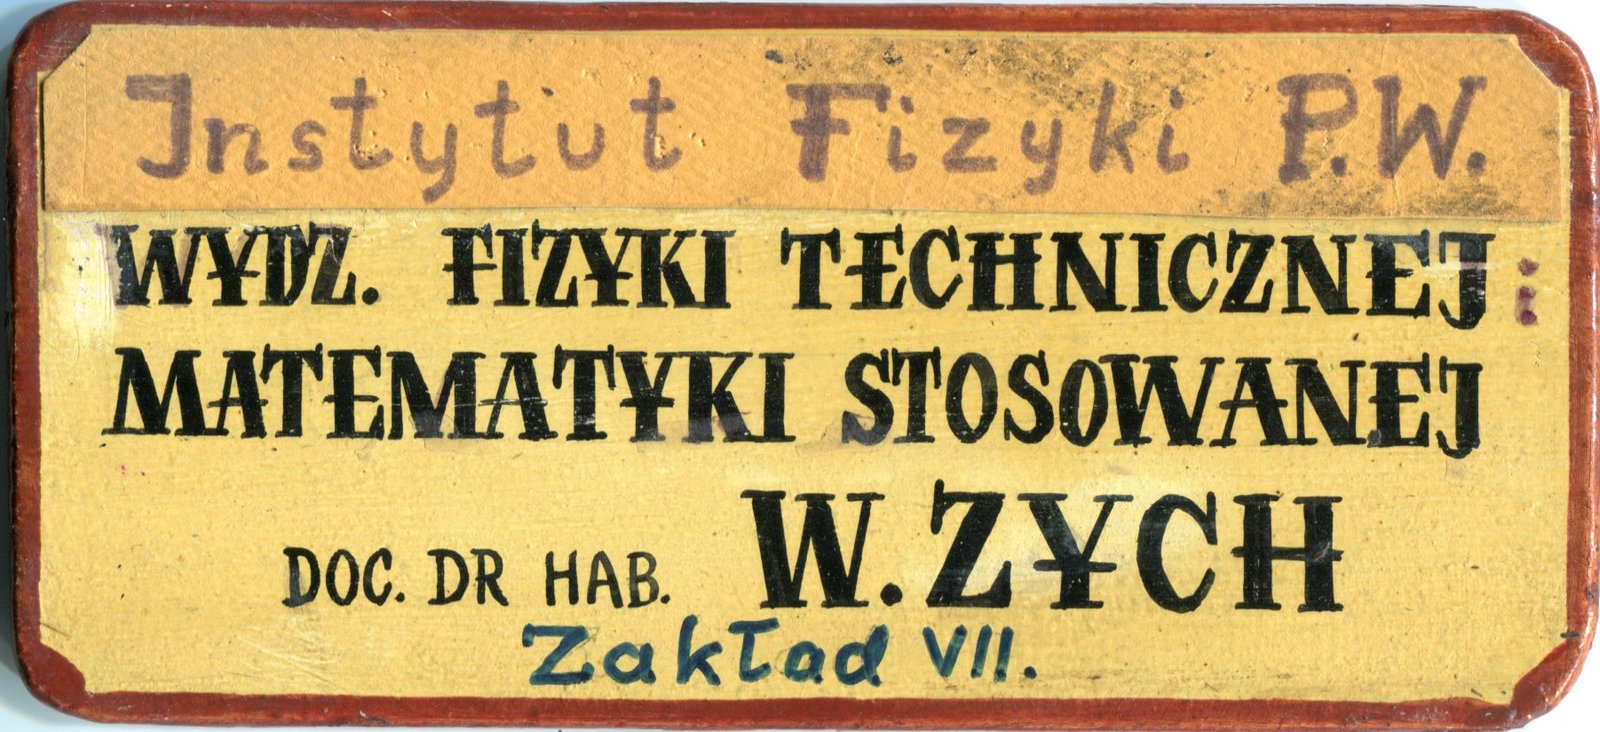 Instytut Fizyki P.W.
WYDZ. FIZYKI TECHNICZNEJ :
MATEMATYKI STOSOWANEJ
DOC. DR HAB. W. ZYCH
Zakład VII.